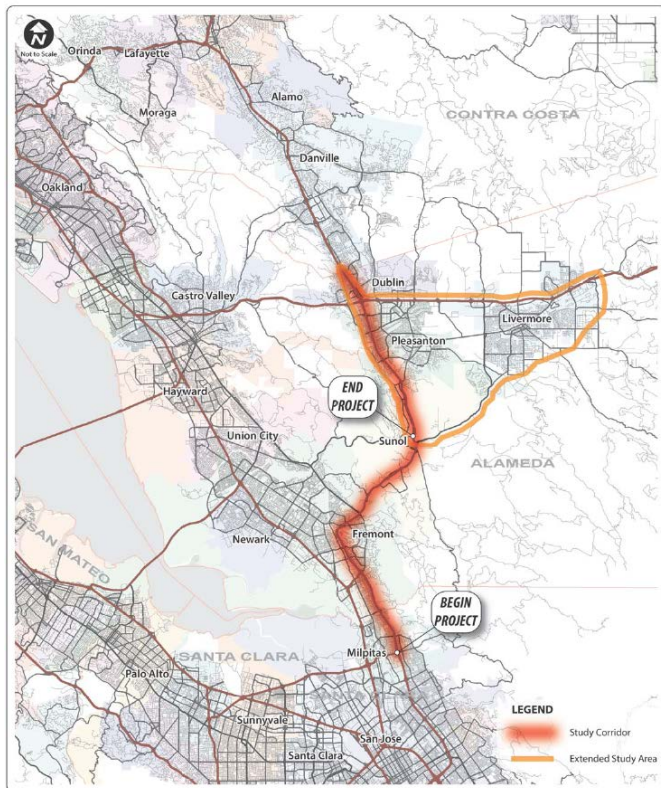 N
Not to Scale
Orinda
Lafayette
Moraga
Alamo
CONTRA COSTA
Danville
Oakland
Castro Valley
Dublin
Livermore
Pleasanton
Hayward
END
PROJECT
Union City
Sunol
ALAMEDA
SAN MATEO
Newark
Fremont
BEGIN
PROJECT
Milpitas
SANTA CLARA
Palo Alto
Sunnyvale
San Jose
Santa Clara
LEGEND
Study Corridor
Extended Study Area